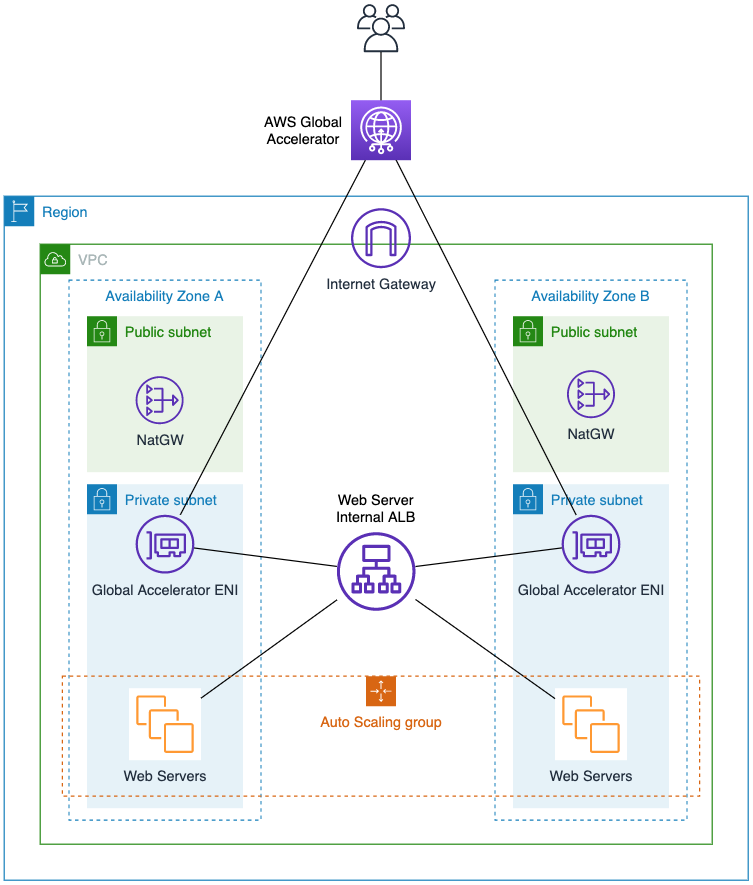 AWS Global
Accelerator
Region
VPC
Internet Gateway
Availability Zone A
Public subnet
NatGW
Private subnet
Global Accelerator ENI
Web Servers
Web Server
Internal ALB
Auto Scaling group
Availability Zone B
Public subnet
NatGW
Private subnet
Global Accelerator ENI
Web Servers